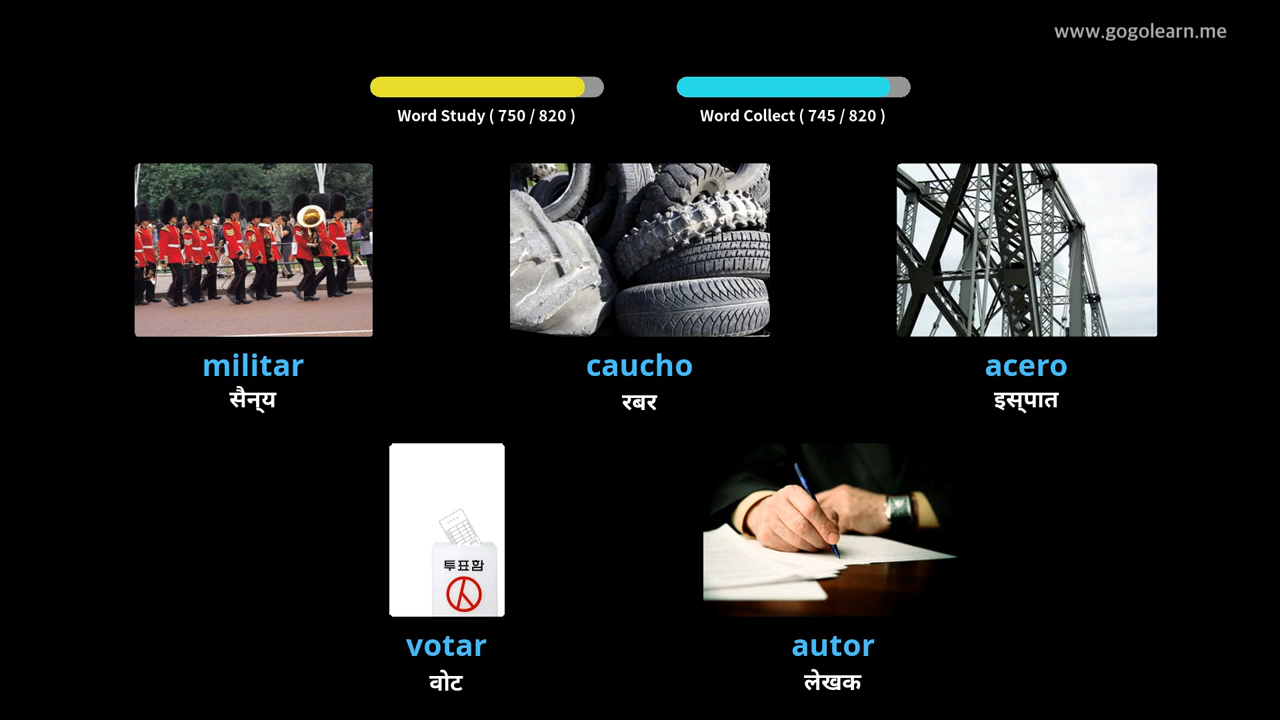 www.gogolearn.me
Word Study ( 750 / 820 )
Word Collect ( 745 / 820 )
militar
सैन्‌य
caucho
रबर
acero
इस्‌पात
투표함
votar
वोट
autor
लेखक